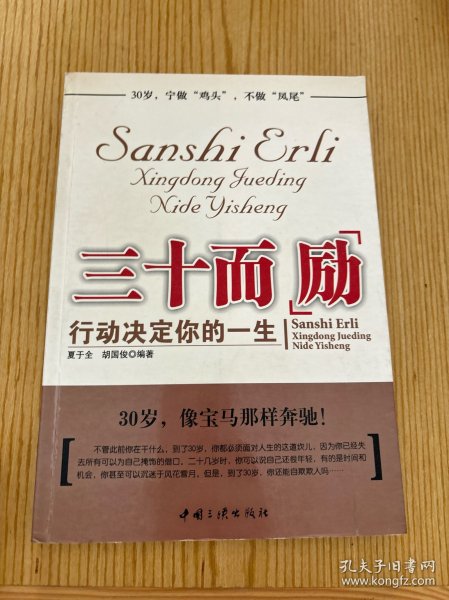 30岁，宁做“鸡头”，不做“凤尾”
Sanshi Erli
Xingdong Jueding
Nide Yisheng
三十而「励」
行动决定你的一生
Sanshi Erli
Xingdong Jueding
Nide Yisheng
夏于全 胡国俊◎编著
30岁，像宝马那样奔驰！
不管此前你在干什么，到了30岁，你都必须面对人生的这道坎儿，因为你已经失
去所有可以为自己掩饰的借口，二十几岁时，你可以说自己还很年轻，有的是时间和
机会，你甚至可以沉迷于风花雪月，但是，到了30岁，你还能自欺欺人吗……
中国三峡出版社
孔夫子旧书网
www.kongfz.com